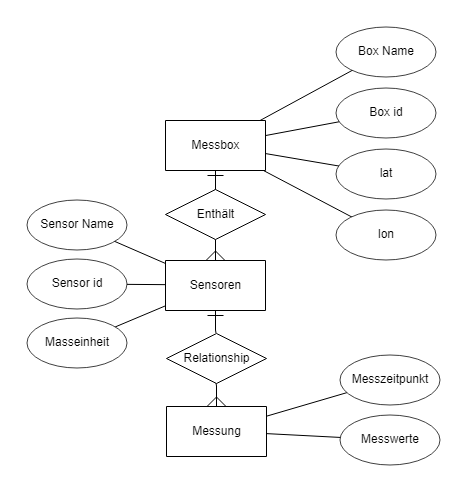 Box Name
Box id
Messbox
lat
Enthält
Sensor Name
lon
Sensor id
Sensoren
Masseinheit
Relationship
Messzeitpunkt
Messung
Messwerte